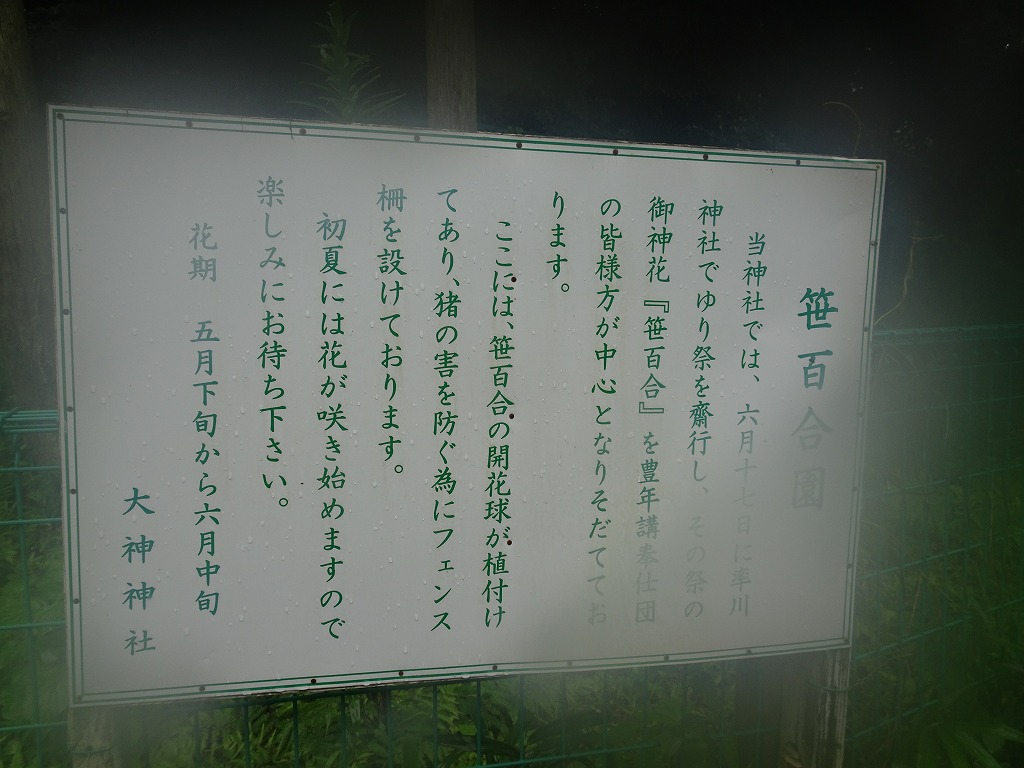 笹百合園
当神社では、六月十七日に率川
神社でゆり祭を齋行し、その祭の
御神花『笹百合』を豊年講奉仕団
の皆様方が中心となりそだててお
ります。
ここには、笹百合の開花球が植付け
てあり、猪の害を防ぐ為にフェンス
柵を設けております。
初夏には花が咲き始めますので
楽しみにお待ち下さい。
花期　五月下旬から六月中旬
大神神社